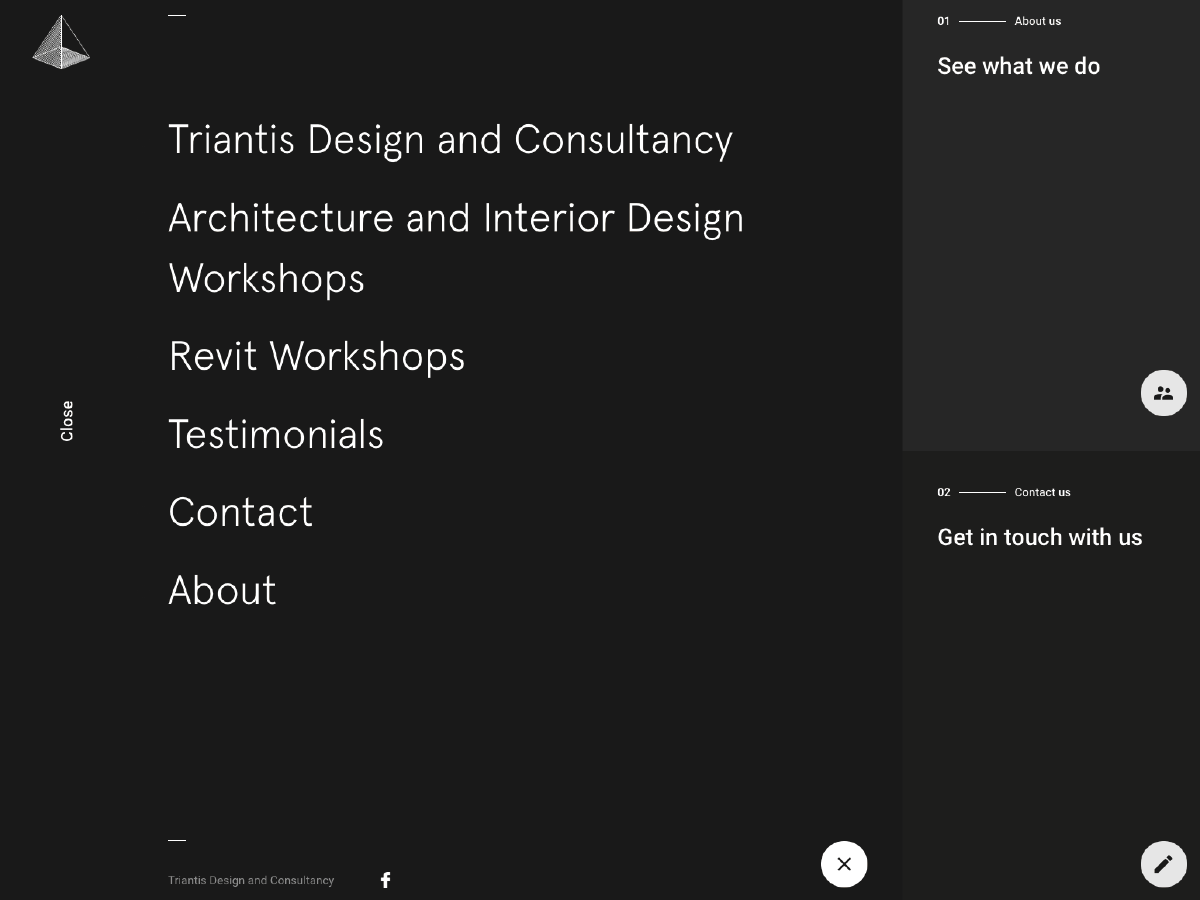 Triantis Design and Consultancy
Architecture and Interior Design
Workshops
Revit Workshops
Testimonials
Contact
About
Close
Triantis Design and Consultancy
01 About us
See what we do
02 Contact us
Get in touch with us